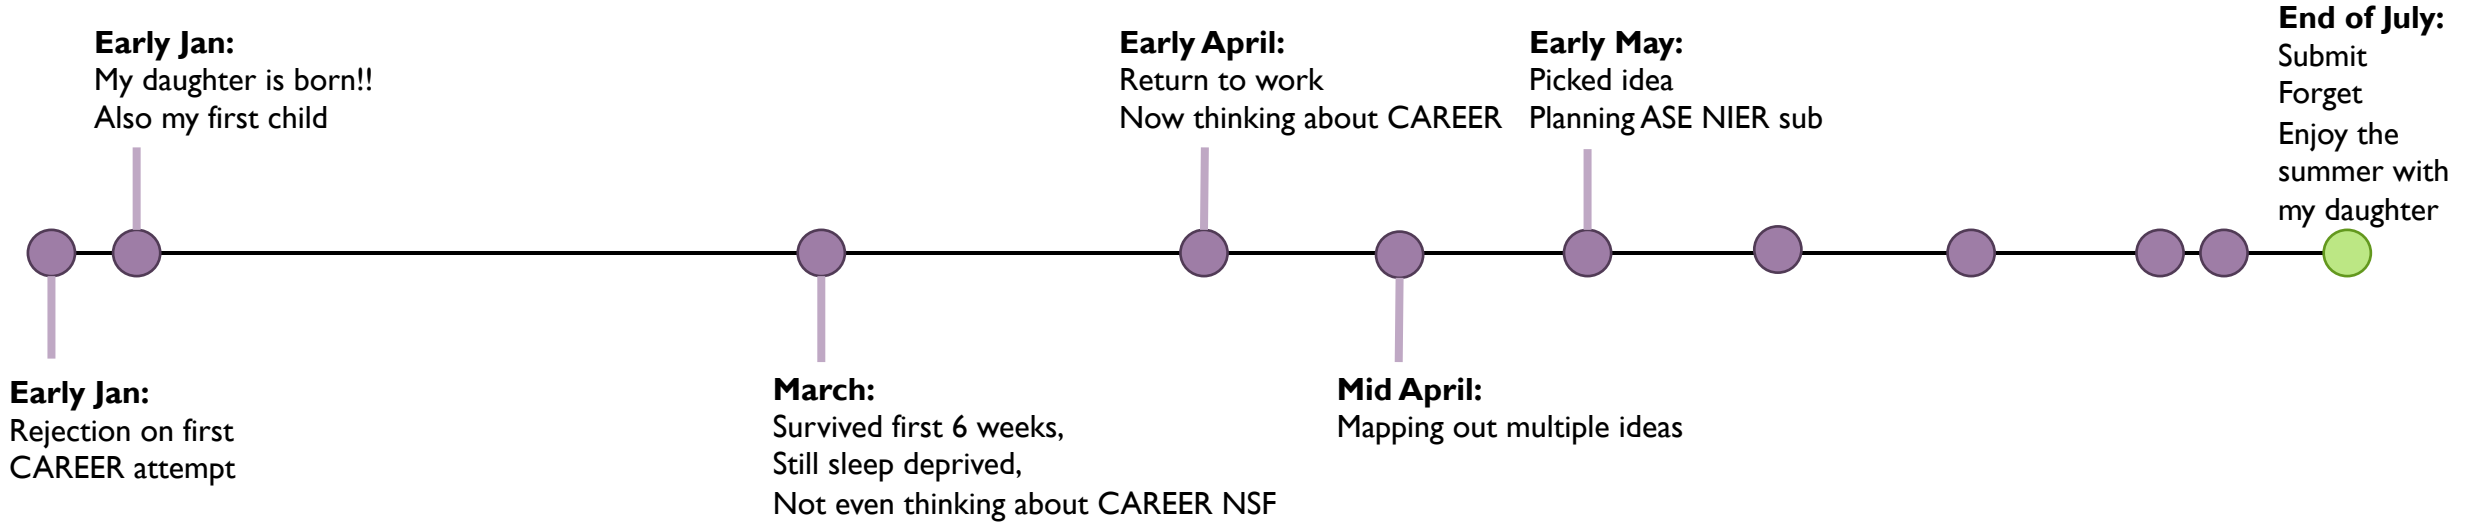 Early Jan:
My daughter is born!!
Also my first child
Early April:
Return to work
Now thinking about CAREER
Early May:
Picked idea
Planning ASE NIER sub
End of July:
Submit
Forget
Enjoy the
summer with
my daughter
Early Jan:
Rejection on first
CAREER attempt
March:
Survived first 6 weeks,
Still sleep deprived,
Not even thinking about CAREER NSF
Mid April:
Mapping out multiple ideas